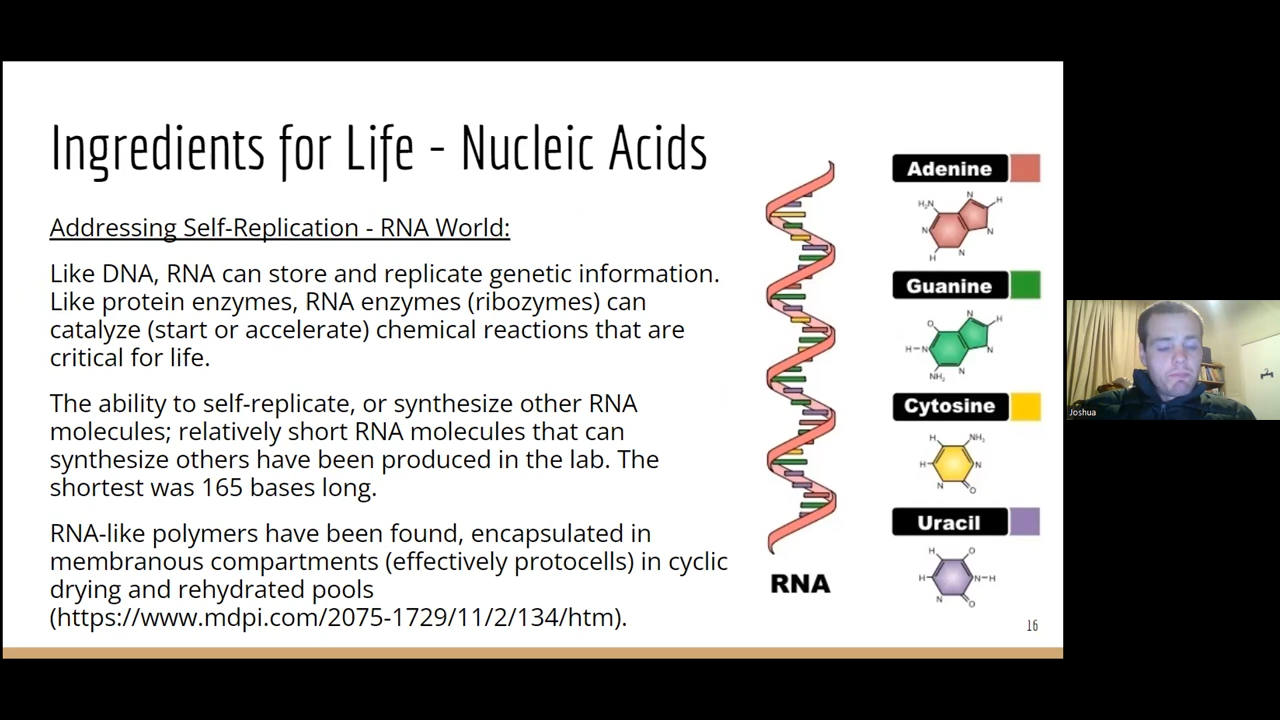 Ingredients for Life - Nucleic Acids
Addressing Self-Replication - RNA World:
Like DNA, RNA can store and replicate genetic information.
Like protein enzymes, RNA enzymes (ribozymes) can
catalyze (start or accelerate) chemical reactions that are
critical for life.
The ability to self-replicate, or synthesize other RNA
molecules; relatively short RNA molecules that can
synthesize others have been produced in the lab. The
shortest was 165 bases long.
RNA-like polymers have been found, encapsulated in
membranous compartments (effectively protocells) in cyclic
drying and rehydrated pools
(https://www.mdpi.com/2075-1729/11/2/134/htm).
RNA
Adenine
H₂N
N
H
N
N
N
H
Guanine
O
N
H
H-N
N
NH₂
N
Cytosine
H
NH₂
H
N
N
O
Uracil
H
O
H
N-H
N
O
16
Joshua